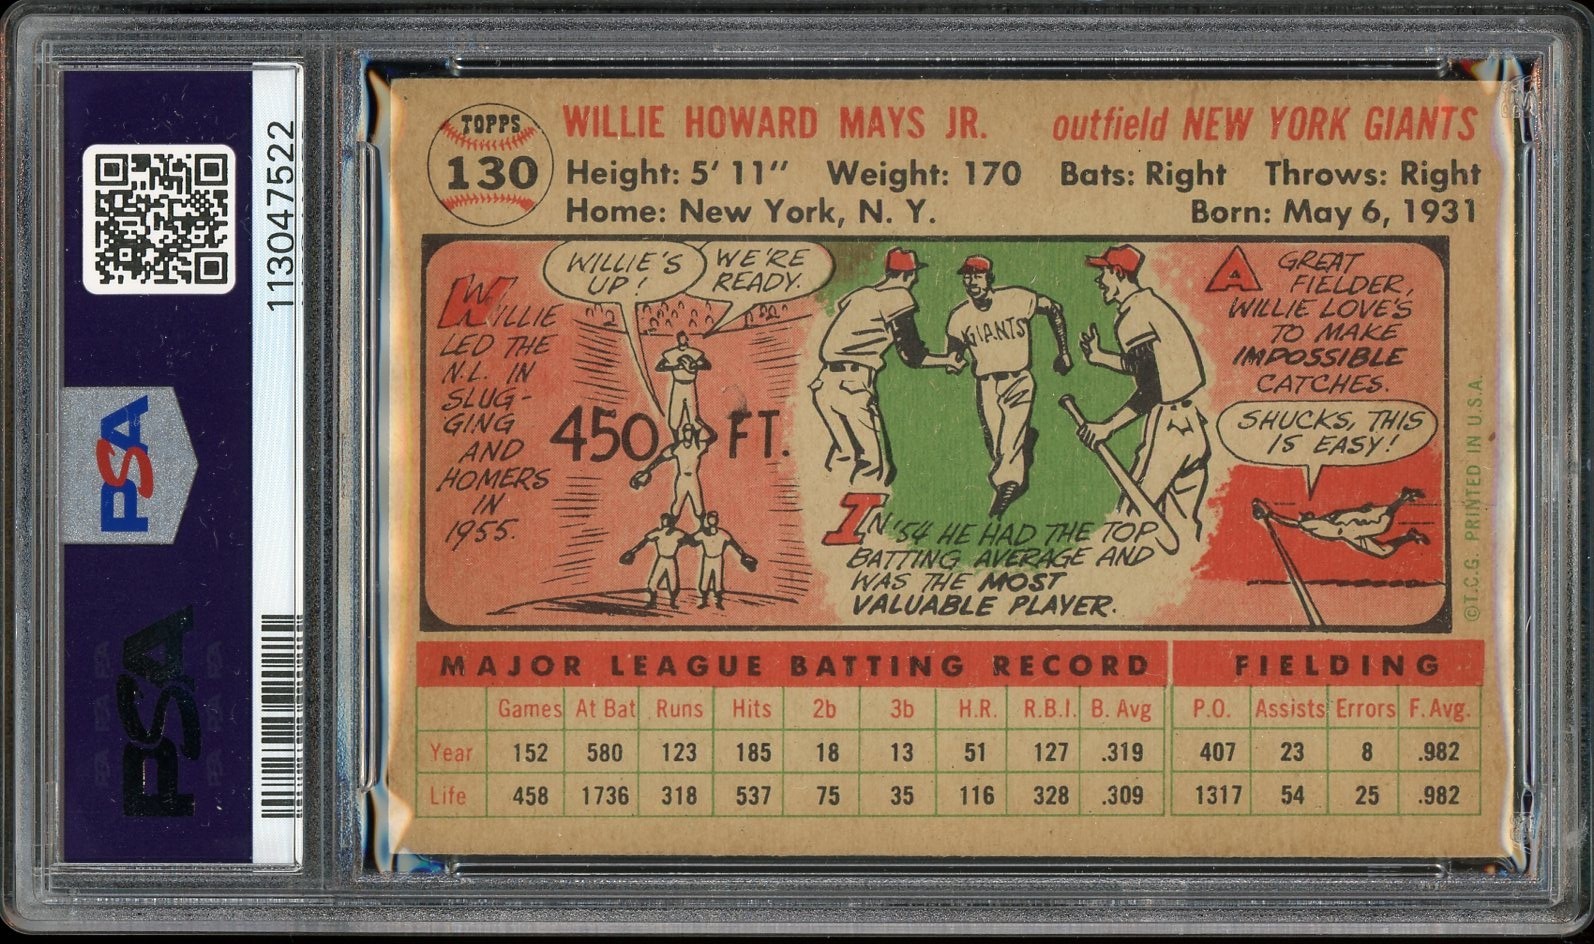 113047522
PSA
PSA
TOPPS
130
WILLIE HOWARD MAYS JR. outfield NEW YORK GIANTS
Height: 5' 11" Weight: 170 Bats: Right Throws: Right
Home: New York, N. Y. Born: May 6, 1931
WILLIE
LED THE
N.L. IN
SLUG-
GING
AND
HOMERS
IN
1955.
WILLIE'S
UP!
WE'RE
READY.
450 FT.
GIANTS
IN '54 HE HAD THE TOP
BATTING AVERAGE AND
WAS THE MOST
VALUABLE PLAYER.
A GREAT
FIELDER,
WILLIE LOVE'S
TO MAKE
IMPOSSIBLE
CATCHES.
SHUCKS, THIS
IS EASY!
©T.C.G. PRINTED IN U.S.A.
MAJOR LEAGUE BATTING RECORD FIELDING
Games At Bat Runs Hits 2b 3b H.R. R.B.I. B. Avg P.O. Assists Errors F. Avg.
Year 152 580 123 185 18 13 51 127 .319 407 23 8 .982
Life 458 1736 318 537 75 35 116 328 .309 1317 54 25 .982